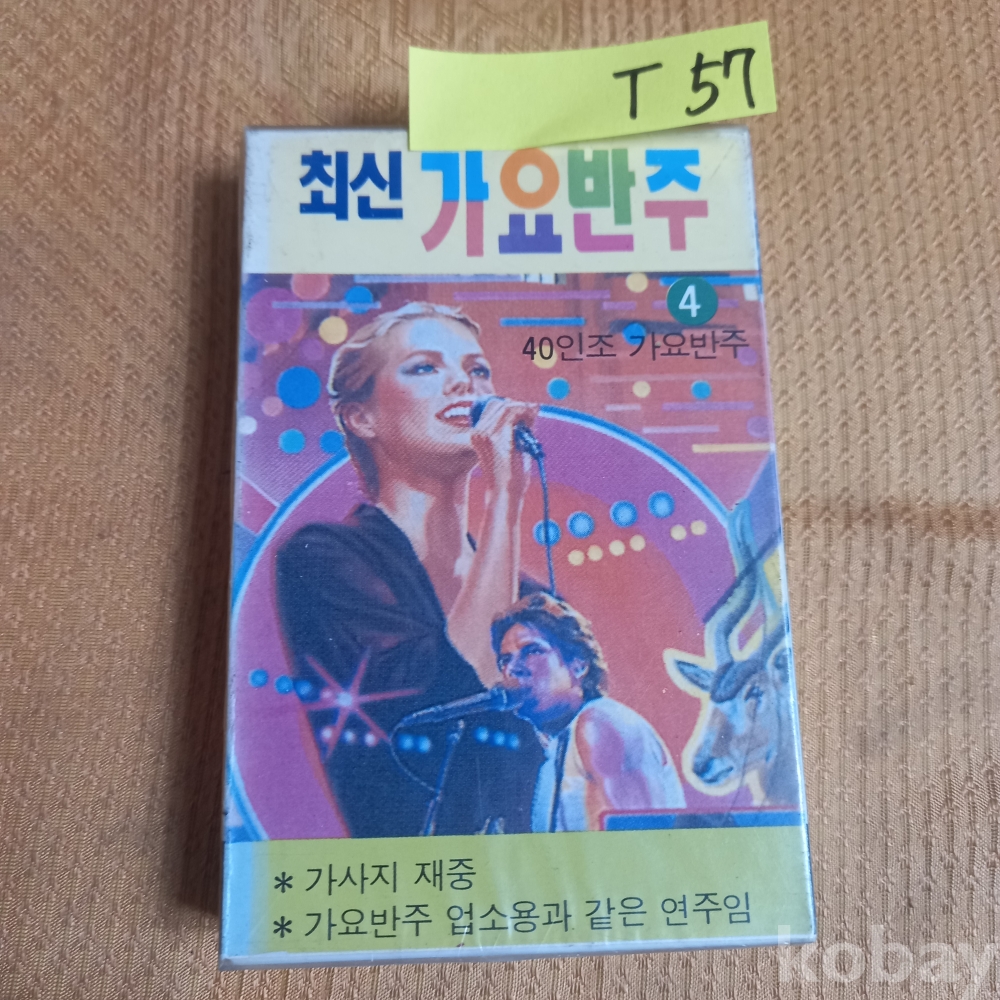 T 57
최신 가요반주
4
40인조 가요반주
* 가사지 재중
* 가요반주 업소용과 같은 연주임
kobay